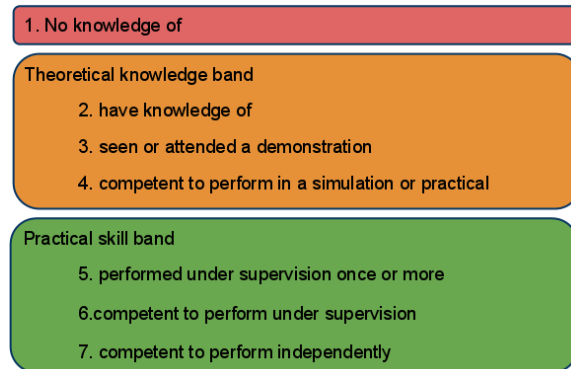 1. No knowledge of
Theoretical knowledge band
2. have knowledge of
3. seen or attended a demonstration
4. competent to perform in a simulation or practical
Practical skill band
5. performed under supervision once or more
6.competent to perform under supervision
7. competent to perform independently